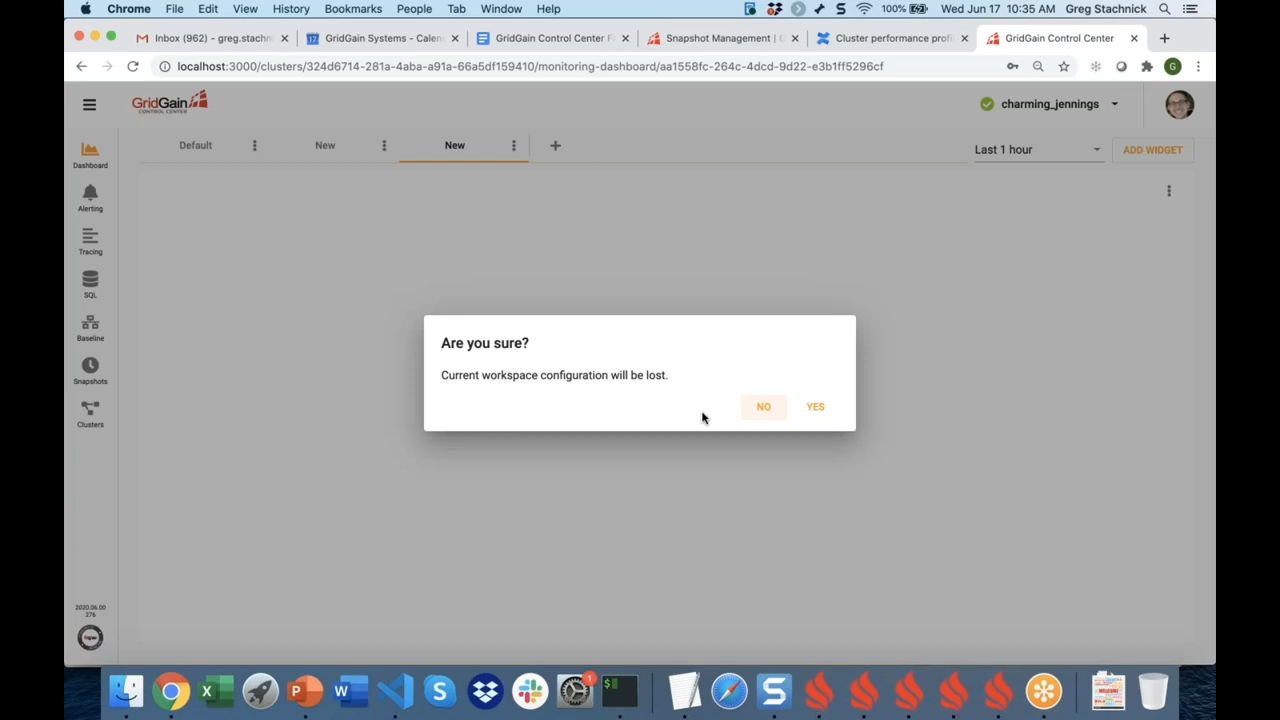 Chrome File Edit View History Bookmarks People Tab Window Help 100% Wed Jun 17 10:35 AM Greg Stachnick
Inbox (962) - greg.stachn GridGain Systems - Calen GridGain Control Center F Snapshot Management | G Cluster performance profi GridGain Control Center
localhost:3000/clusters/324d6714-281a-4aba-a91a-66a5df159410/monitoring-dashboard/aa1558fc-264c-4dcd-9d22-e3b1ff5296cf G
GridGain
CONTROL CENTER
charming_jennings
Default New New Last 1 hour ADD WIDGET
Dashboard
Alerting
Tracing
SQL
Baseline
Snapshots
Clusters
Are you sure?
Current workspace configuration will be lost.
NO YES
2020.06.00
276